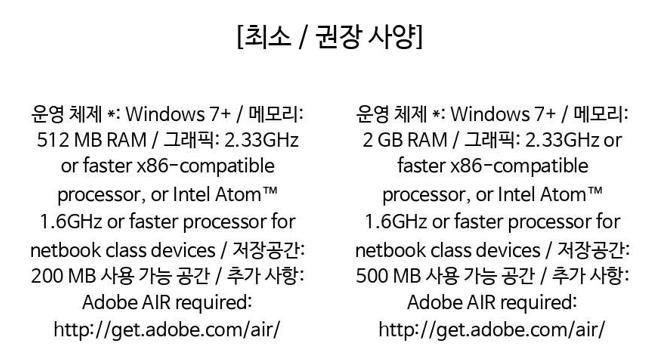 [최소 / 권장 사양]
운영 체제 *: Windows 7+ / 메모리:
512 MB RAM / 그래픽: 2.33GHz
or faster x86-compatible
processor, or Intel Atom™
1.6GHz or faster processor for
netbook class devices / 저장공간:
200 MB 사용 가능 공간 / 추가 사항:
Adobe AIR required:
http://get.adobe.com/air/
운영 체제 *: Windows 7+ / 메모리:
2 GB RAM / 그래픽: 2.33GHz or
faster x86-compatible
processor, or Intel Atom™
1.6GHz or faster processor for
netbook class devices / 저장공간:
500 MB 사용 가능 공간 / 추가 사항:
Adobe AIR required:
http://get.adobe.com/air/